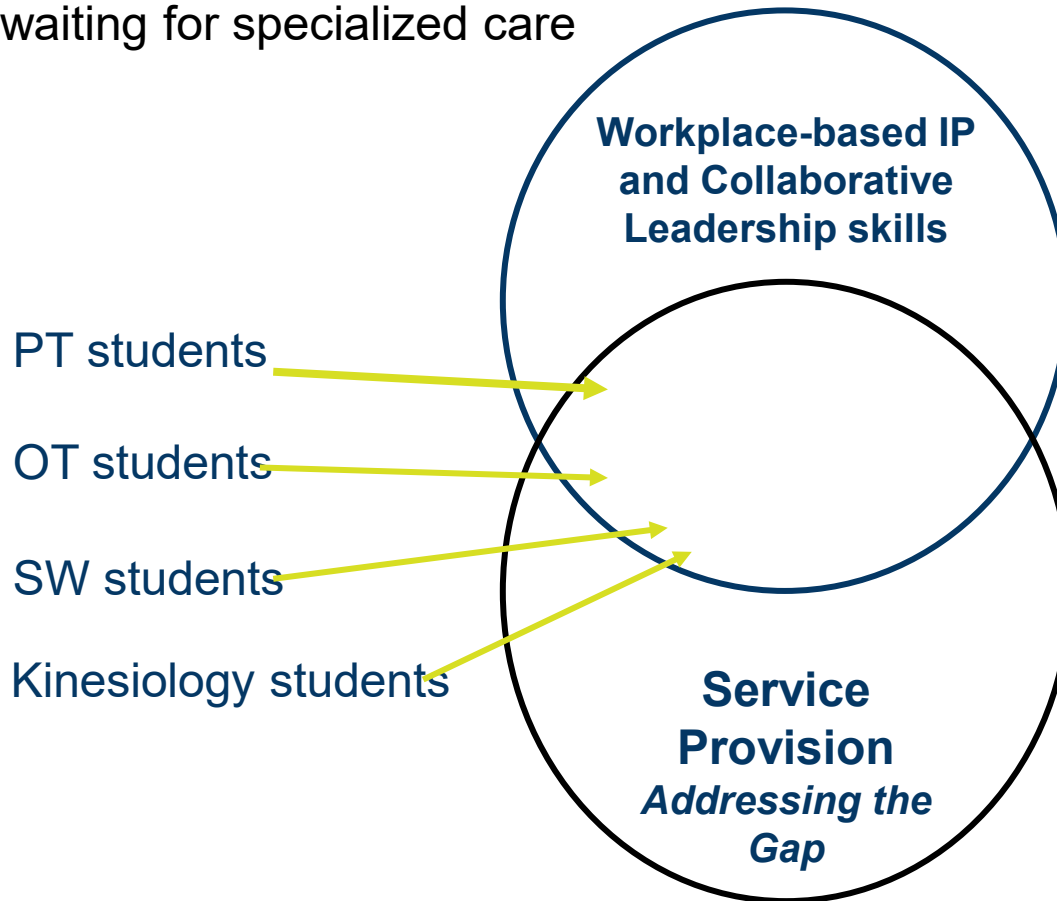 waiting for specialized care
Workplace-based IP
and Collaborative
Leadership skills
PT students
OT students
SW students
Kinesiology students
Service
Provision
Addressing the
Gap